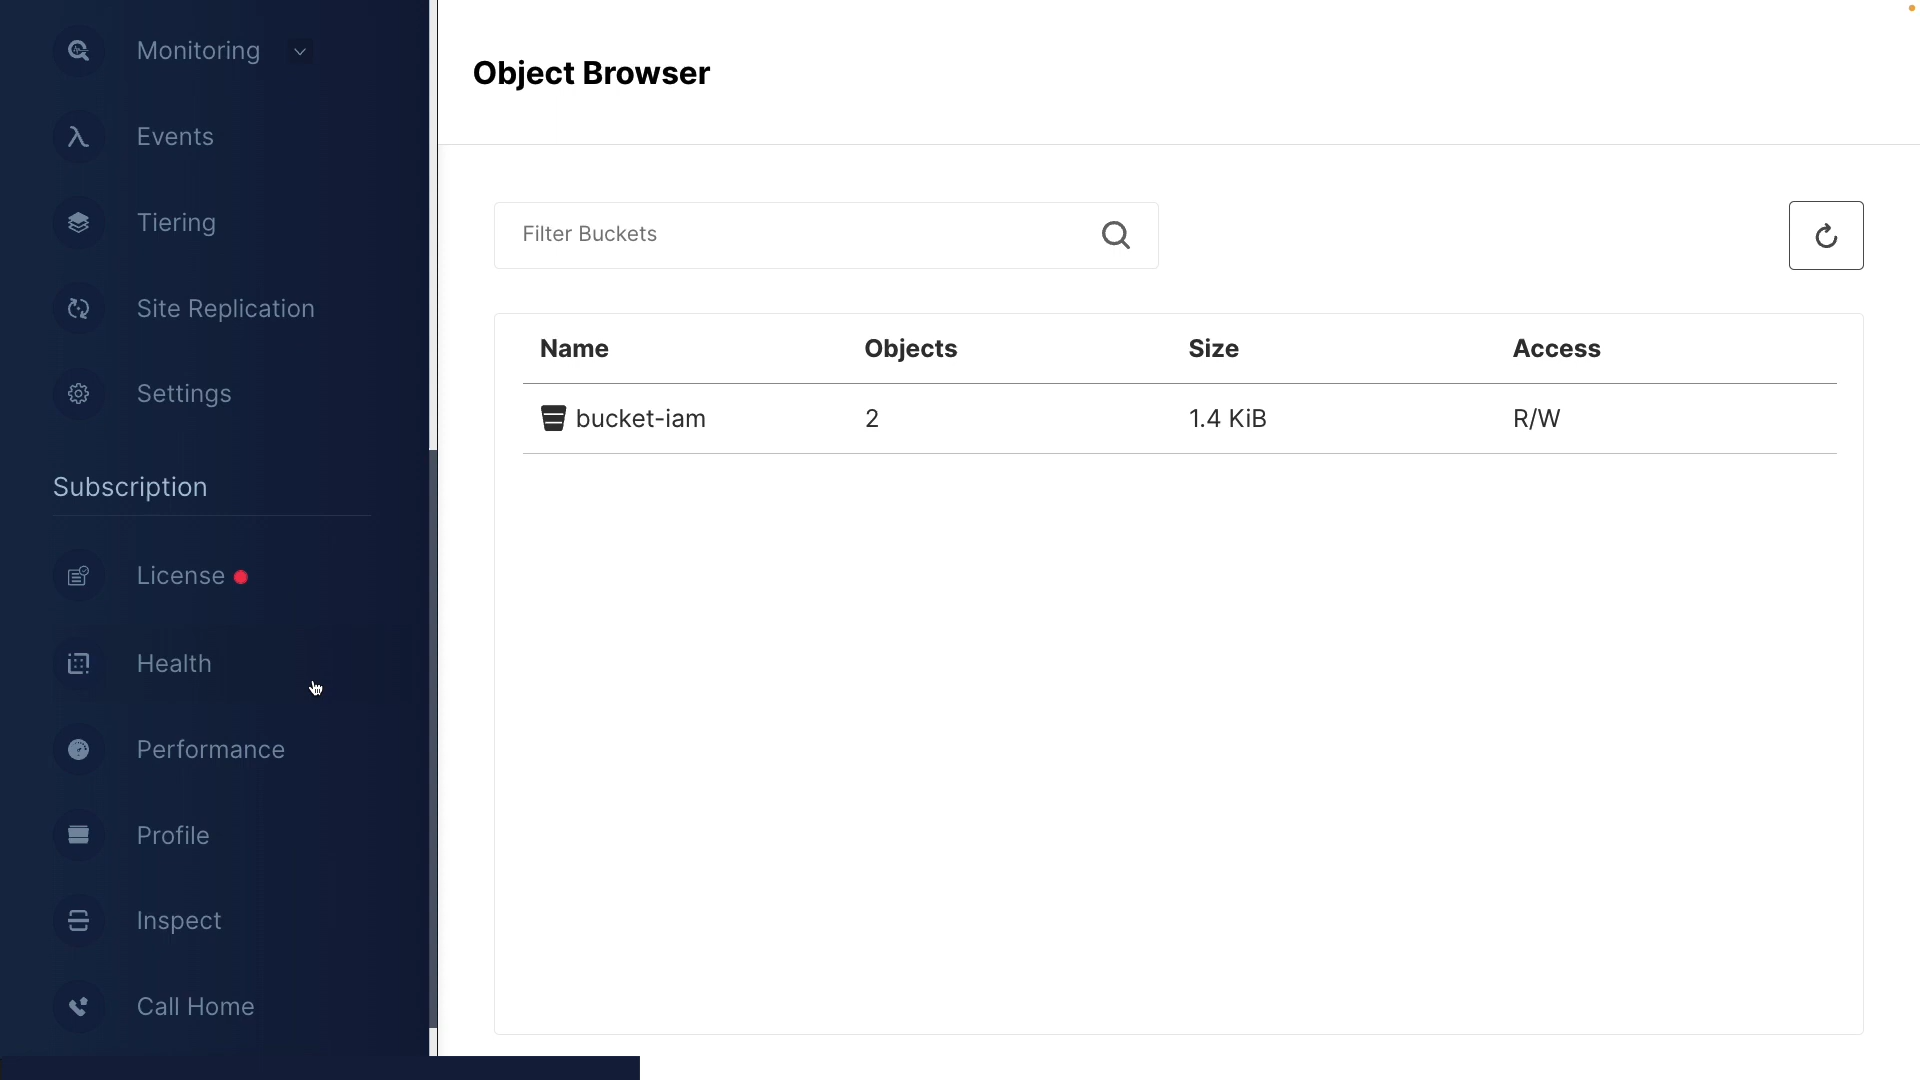 Monitoring
Events
Tiering
Site Replication
Settings
Subscription
License
Health
Performance
Profile
Inspect
Call Home
Object Browser
Filter Buckets
Name Objects Size Access
bucket-iam 2 1.4 KiB R/W